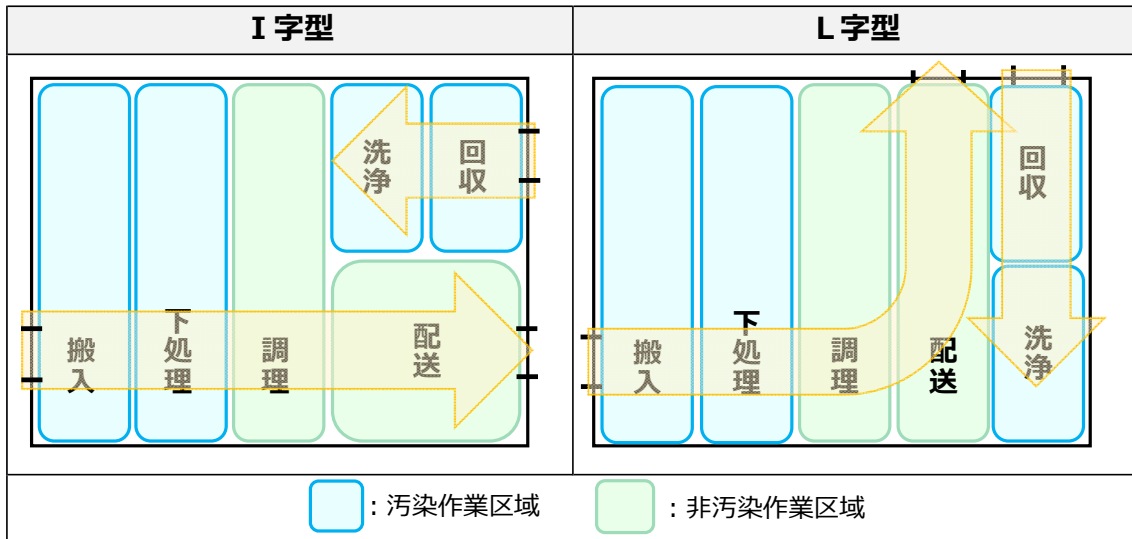 I 字型
L 字型
搬入
下処理
調理
洗浄
回収
配送
搬入
下処理
調理
配送
回収
洗浄
：汚染作業区域
：非汚染作業区域